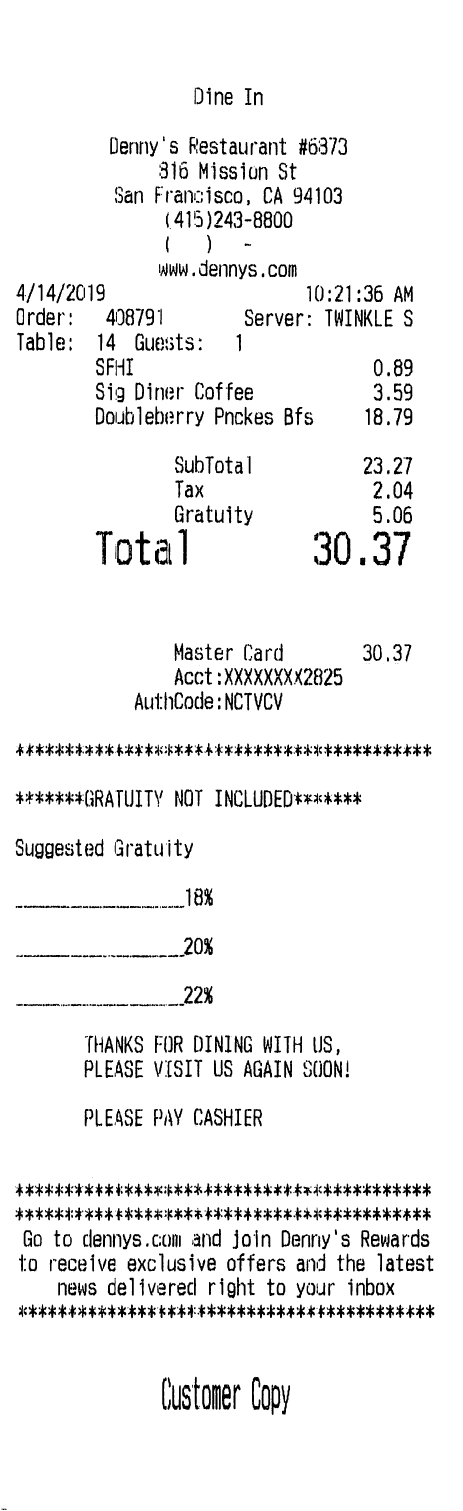 Dine In
Denny's Restaurant #6373
816 Mission St
San Francisco, CA 94103
(415)243-8800
(   )   -
www.dennys.com
4/14/2019 10:21:36 AM
Order: 408791 Server: TWINKLE S
Table: 14 Guests: 1
SFHI 0.89
Sig Diner Coffee 3.59
Doubleberry Pnckes Bfs 18.79
SubTotal 23.27
Tax 2.04
Gratuity 5.06
Total 30.37
Master Card 30.37
Acct:XXXXXXXX2825
AuthCode:NCTVCV
******************************************
*******GRATUITY NOT INCLUDED*******
Suggested Gratuity
_________________18%
_________________20%
_________________22%
THANKS FOR DINING WITH US,
PLEASE VISIT US AGAIN SOON!
PLEASE PAY CASHIER
******************************************
******************************************
Go to dennys.com and join Denny's Rewards
to receive exclusive offers and the latest
news delivered right to your inbox
******************************************
Customer Copy